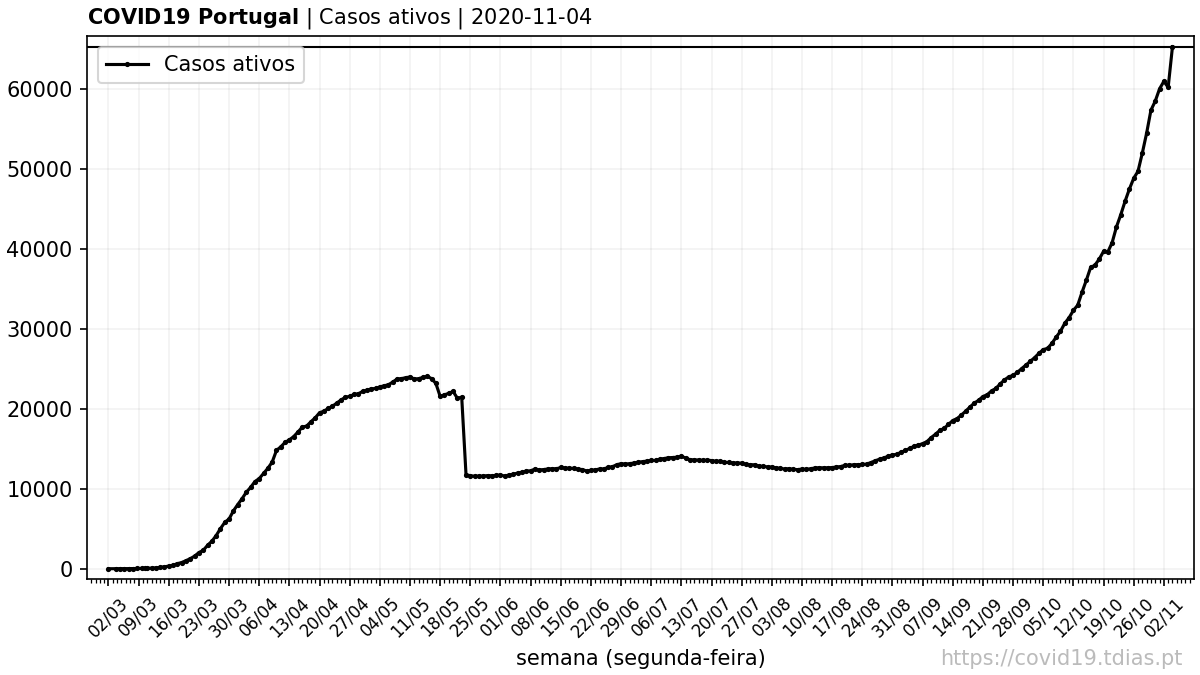 COVID19 Portugal | Casos ativos | 2020-11-04
Casos ativos
60000
50000
40000
30000
20000
10000
0
02/03 09/03 16/03 23/03 30/03 06/04 13/04 20/04 27/04 04/05 11/05 18/05 25/05 01/06 08/06 15/06 22/06 29/06 06/07 13/07 20/07 27/07 03/08 10/08 17/08 24/08 31/08 07/09 14/09 21/09 28/09 05/10 12/10 19/10 26/10 02/11
semana (segunda-feira)
https://covid19.tdias.pt